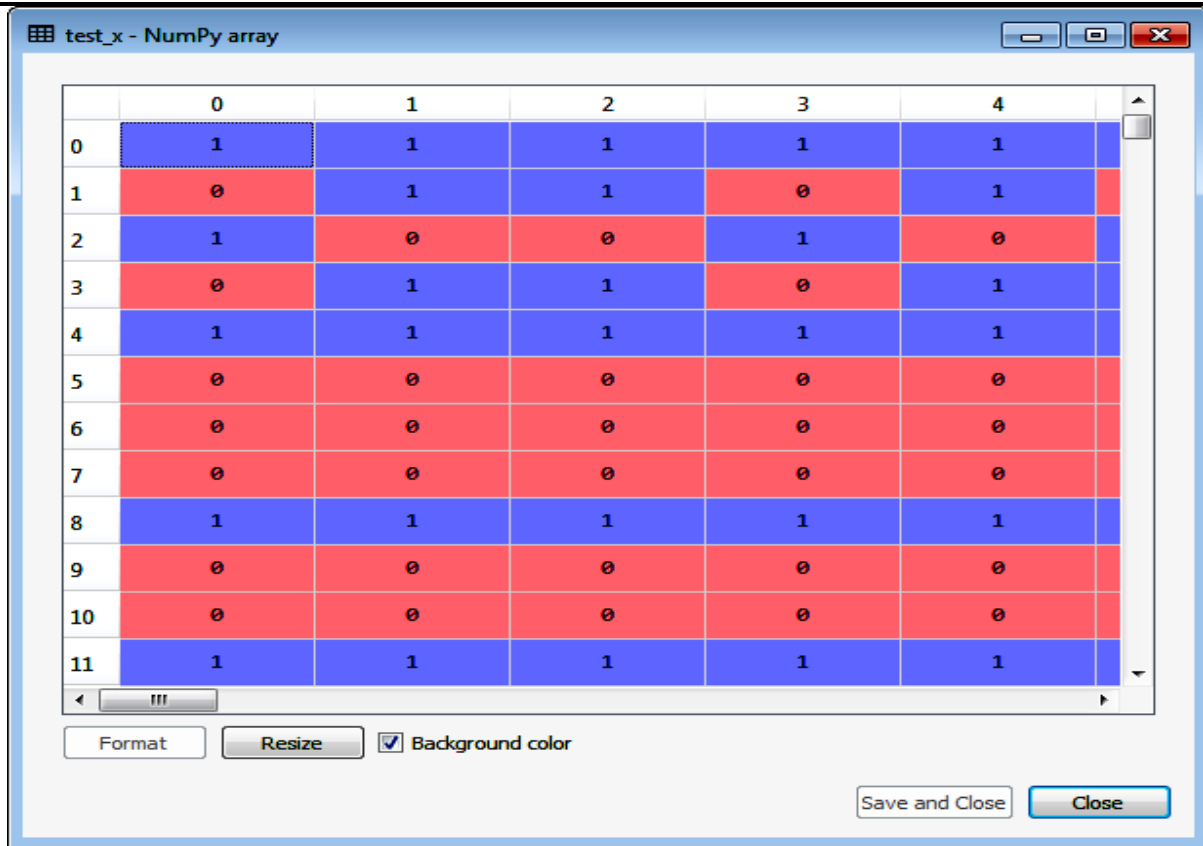 test_x - NumPy array
0 1 2 3 4
0 1 1 1 1 1
1 0 1 1 0 1
2 1 0 0 1 0
3 0 1 1 0 1
4 1 1 1 1 1
5 0 0 0 0 0
6 0 0 0 0 0
7 0 0 0 0 0
8 1 1 1 1 1
9 0 0 0 0 0
10 0 0 0 0 0
11 1 1 1 1 1
Format Resize Background color
Save and Close Close